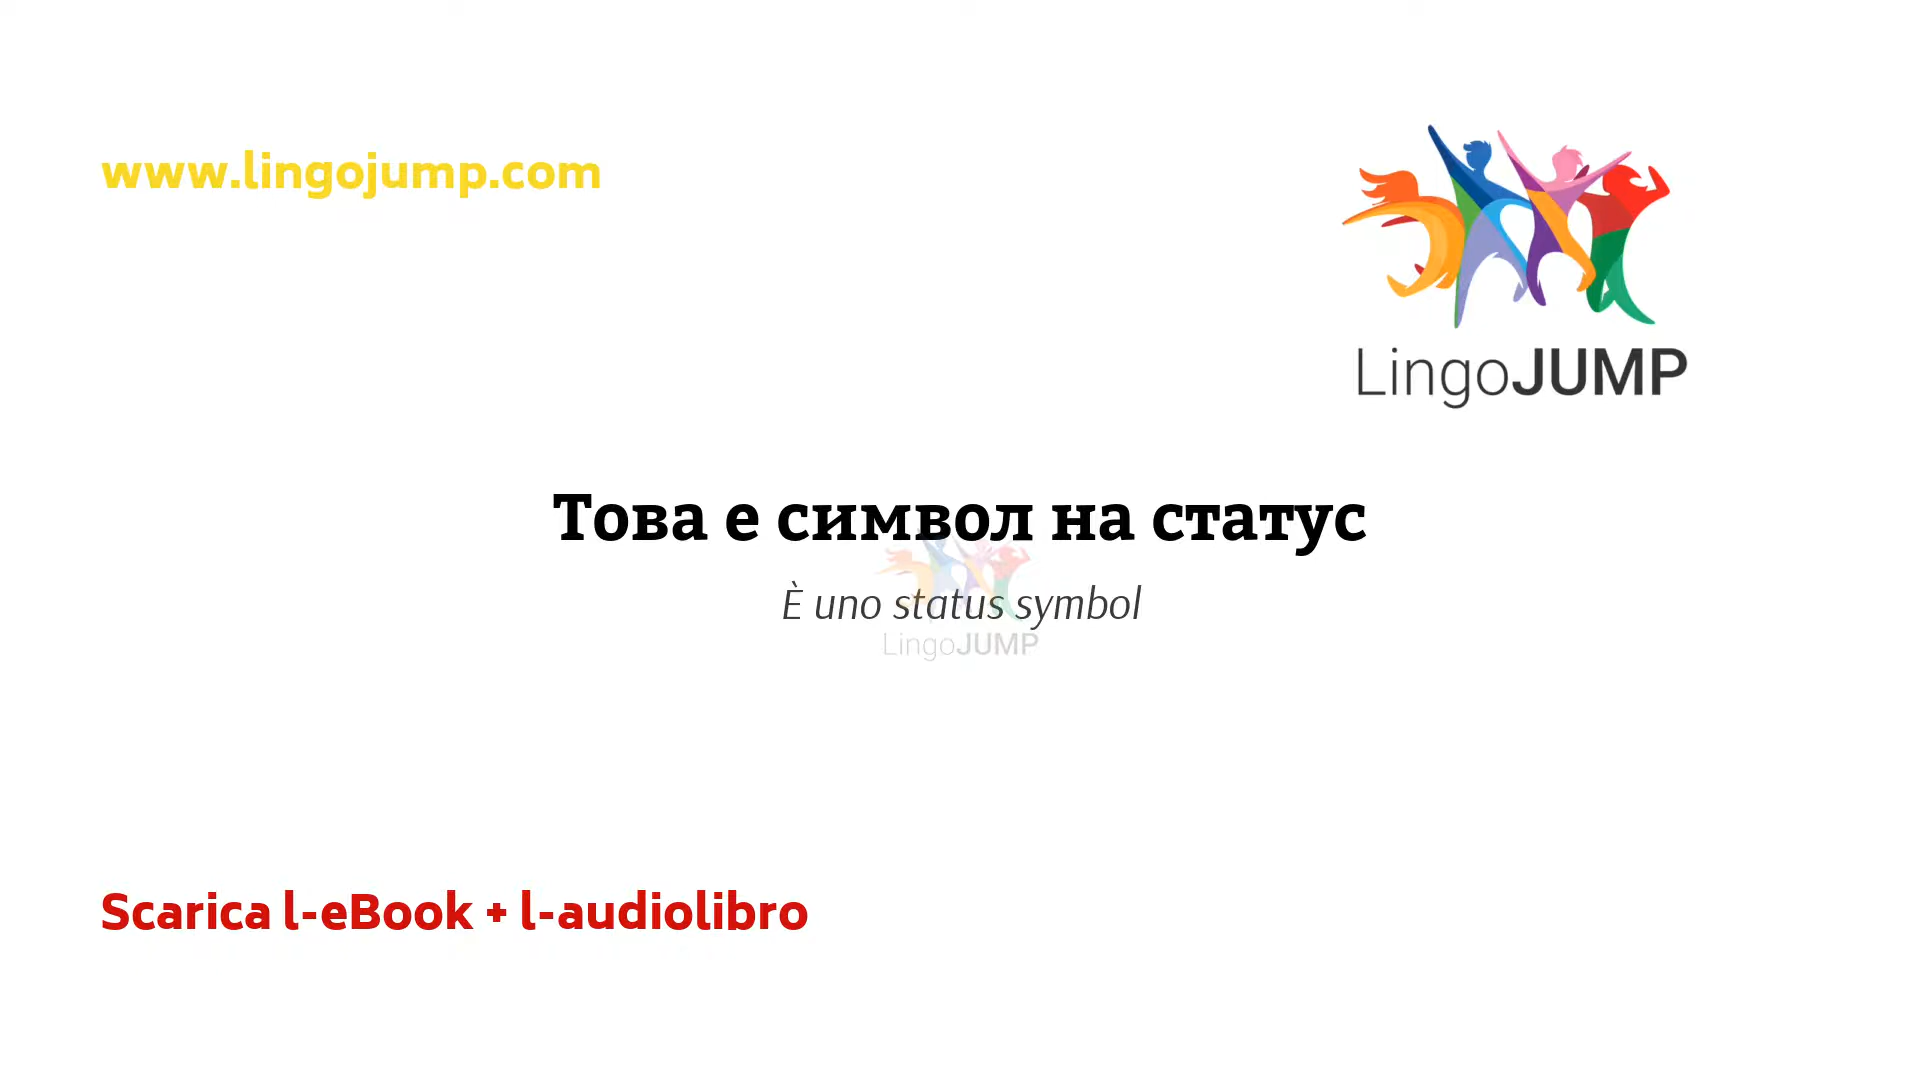 www.lingojump.com
LingoJUMP
Това е символ на статус
È uno status symbol
LingoJUMP
Scarica l-eBook + l-audiolibro